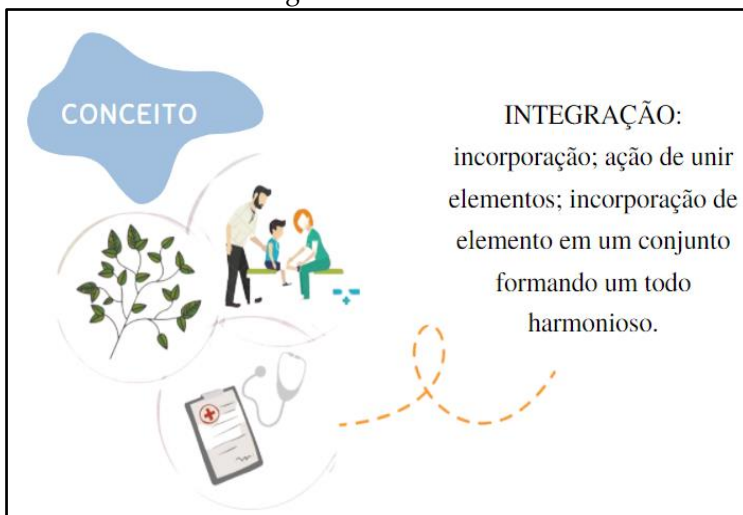 CONCEITO
INTEGRAÇÃO:
incorporação; ação de unir
elementos; incorporação de
elemento em um conjunto
formando um todo
harmonioso.